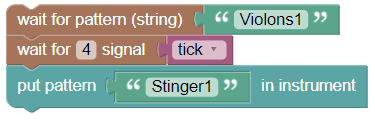 wait for pattern (string) “ Violons1 ”
wait for 4 signal tick
put pattern “ Stinger1 ” in instrument